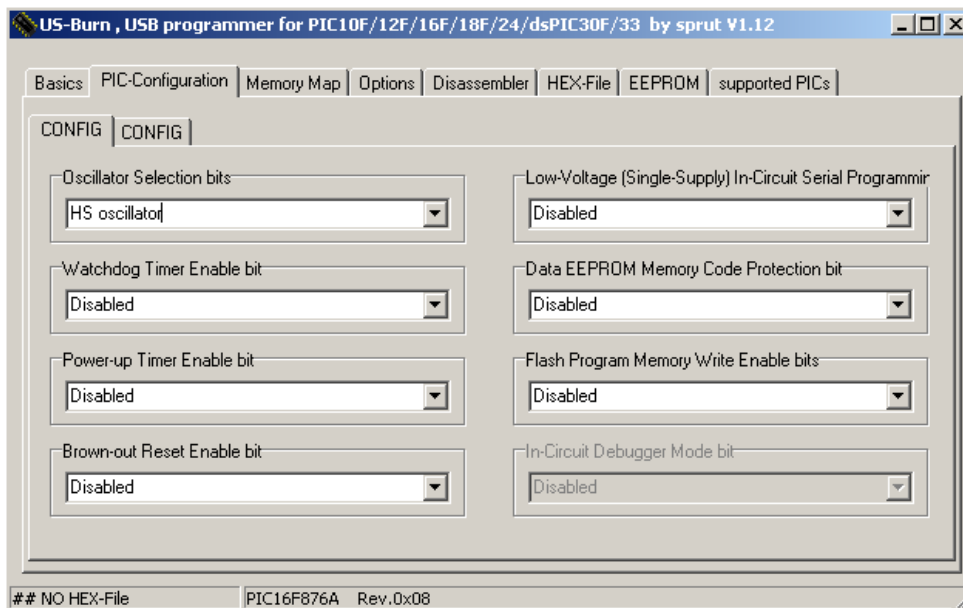 US-Burn , USB programmer for PIC10F/12F/16F/18F/24/dsPIC30F/33 by sprut V1.12
Basics PIC-Configuration Memory Map Options Disassembler HEX-File EEPROM supported PICs
CONFIG CONFIG
Oscillator Selection bits
HS oscillator
Watchdog Timer Enable bit
Disabled
Power-up Timer Enable bit
Disabled
Brown-out Reset Enable bit
Disabled
Low-Voltage (Single-Supply) In-Circuit Serial Programmin
Disabled
Data EEPROM Memory Code Protection bit
Disabled
Flash Program Memory Write Enable bits
Disabled
In-Circuit Debugger Mode bit
Disabled
## NO HEX-File PIC16F876A Rev.0x08